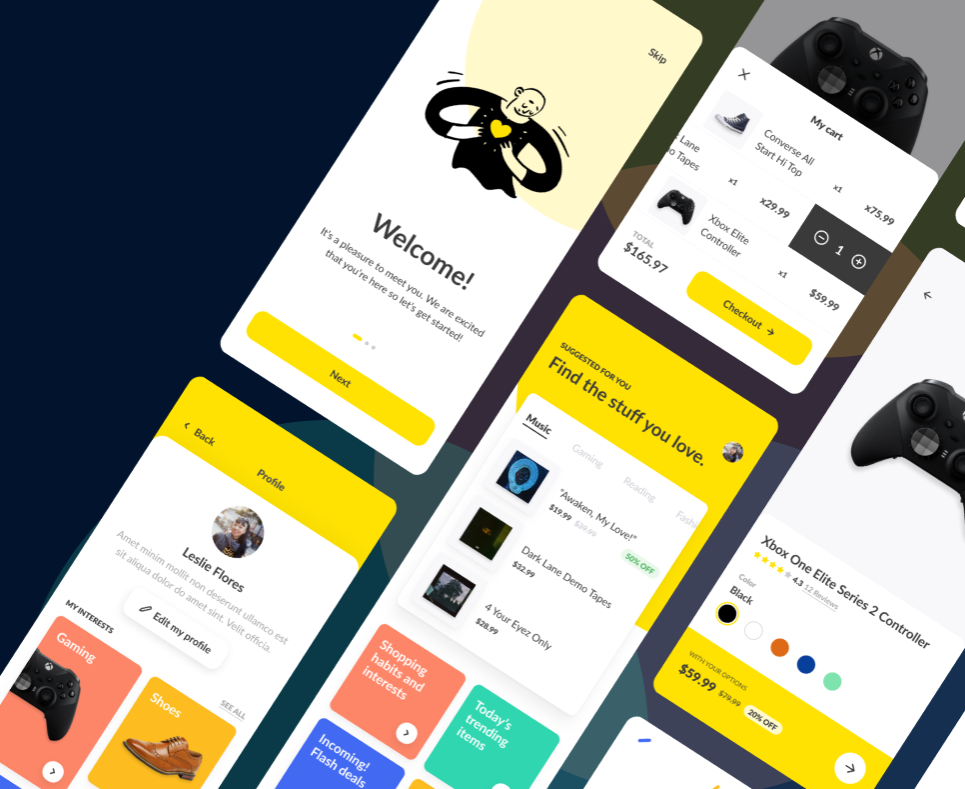 Skip
Welcome!
It's a pleasure to meet you. We are excited
that you're here so let's get started!
Next
My cart
Converse All
Start Hi Top
x1
x75.99
Lane
Tapes
x1
x29.99
1
Xbox Elite
Controller
x1
$59.99
TOTAL
$165.97
Checkout →
Back
Profile
Leslie Flores
Amet minim mollit non deserunt ullamco est
sit aliqua dolor do amet sint. Velit officia.
Edit my profile
MY INTERESTS
SEE ALL
Gaming
Shoes
SUGGESTED FOR YOU
Find the stuff you love.
Music
Gaming
Reading
Fashi
"Awaken, My Love!"
$19.99 $39.99
50% OFF
Dark Lane Demo Tapes
$32.99
4 Your Eyez Only
$28.99
Shopping
habits and
interests
Today's
trending
items
Incoming!
Flash deals
Xbox One Elite Series 2 Controller
4.3 12 Reviews
Color
Black
WITH YOUR OPTIONS
$59.99 $79.99 20% OFF